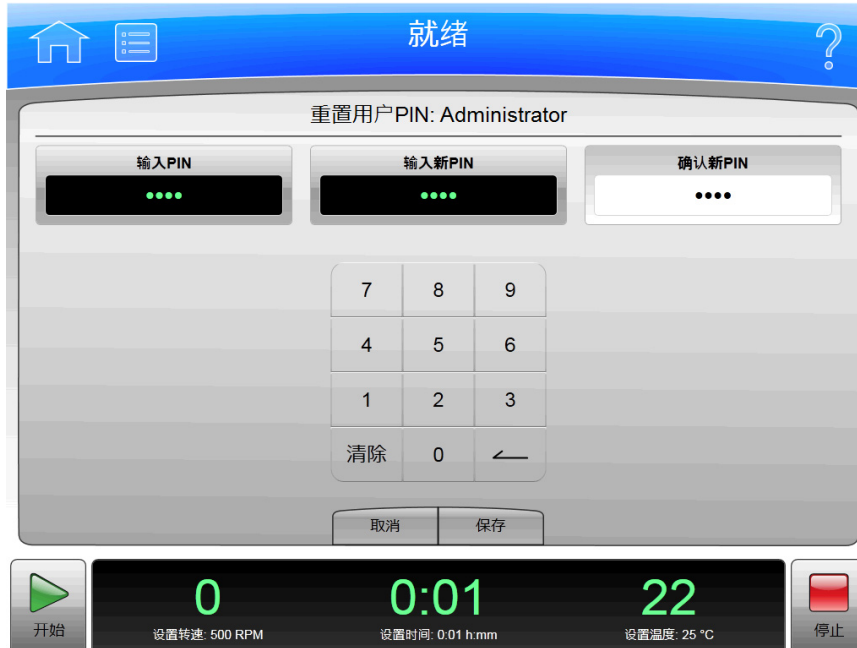 就绪
?
重置用户PIN: Administrator
输入PIN 输入新PIN 确认新PIN
•••• •••• ••••
7 8 9
4 5 6
1 2 3
清除 0
取消 保存
0 0:01 22
开始 设置转速: 500 RPM 设置时间: 0:01 h:mm 设置温度: 25 °C 停止